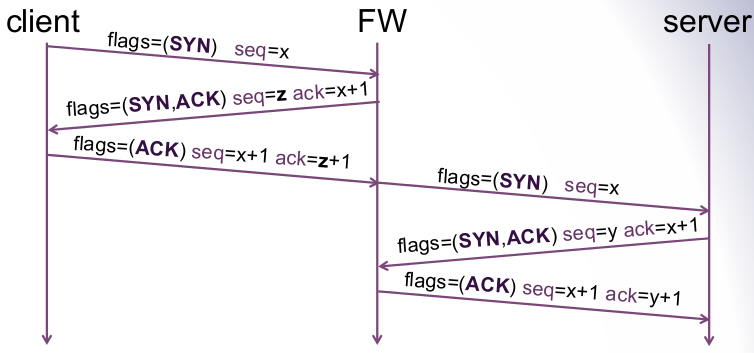 client FW server
flags=(SYN) seq=x
flags=(SYN,ACK) seq=z ack=x+1
flags=(ACK) seq=x+1 ack=z+1
flags=(SYN) seq=x
flags=(SYN,ACK) seq=y ack=x+1
flags=(ACK) seq=x+1 ack=y+1